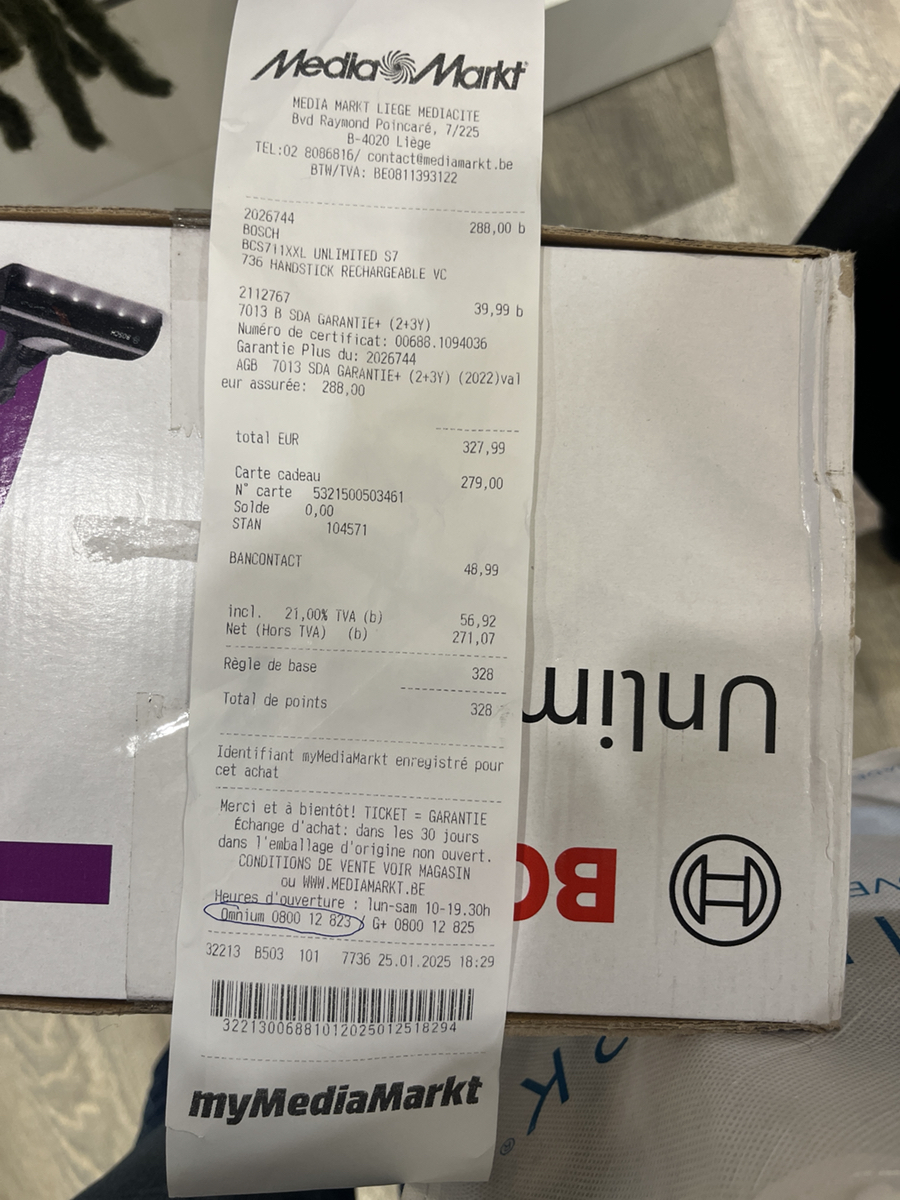 Media Markt
MEDIA MARKT LIEGE MEDIACITE
Bvd Raymond Poincaré, 7/225
B-4020 Liège
TEL:02 8086816/ contact@mediamarkt.be
BTW/TVA: BE0811393122
2026744 288,00 b
BOSCH
BCS711XXL UNLIMITED S7
736 HANDSTICK RECHARGEABLE VC
2112767 39,99 b
7013 B SDA GARANTIE+ (2+3Y)
Numéro de certificat: 00688.1094036
Garantie Plus du: 2026744
AGB 7013 SDA GARANTIE+ (2+3Y) (2022)val
eur assurée: 288,00
total EUR 327,99
Carte cadeau 279,00
N° carte 5321500503461
Solde 0,00
STAN 104571
BANCONTACT 48,99
incl. 21,00% TVA (b) 56,92
Net (Hors TVA) (b) 271,07
Règle de base 328
Total de points 328
Identifiant myMediaMarkt enregistré pour
cet achat
Merci et à bientôt! TICKET = GARANTIE
Échange d'achat: dans les 30 jours
dans l'emballage d'origine non ouvert.
CONDITIONS DE VENTE VOIR MAGASIN
ou WWW.MEDIAMARKT.BE
Heures d'ouverture : lun-sam 10-19.30h
Omnium 0800 12 823 / G+ 0800 12 825
32213 B503 101 7736 25.01.2025 18:29
32213006881012025012518294
myMediaMarkt
Unlim
BO